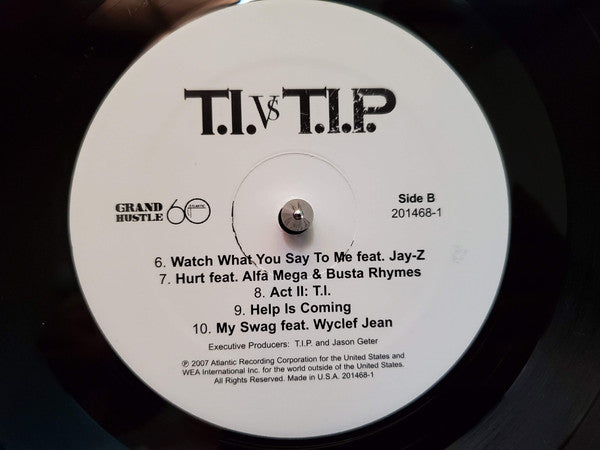 T.I. vs T.I.P.
GRAND HUSTLE
60 ATLANTIC
Side B
201468-1
6. Watch What You Say To Me feat. Jay-Z
7. Hurt feat. Alfa Mega & Busta Rhymes
8. Act II: T.I.
9. Help Is Coming
10. My Swag feat. Wyclef Jean
Executive Producers: T.I.P. and Jason Geter
℗ 2007 Atlantic Recording Corporation for the United States and
WEA International Inc. for the world outside of the United States.
All Rights Reserved. Made in U.S.A. 201468-1